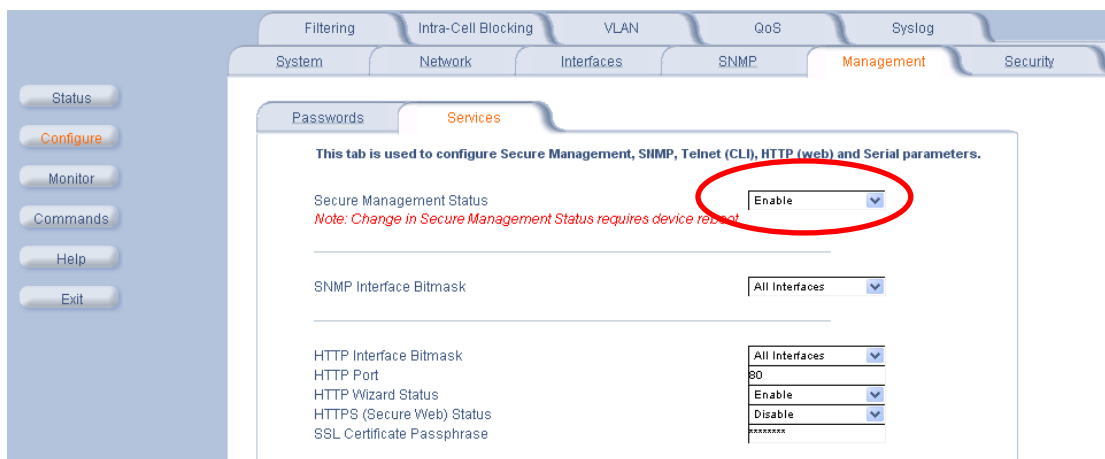 Filtering Intra-Cell Blocking VLAN QoS Syslog
System Network Interfaces SNMP Management Security
Status
Configure
Monitor
Commands
Help
Exit
Passwords Services
This tab is used to configure Secure Management, SNMP, Telnet (CLI), HTTP (web) and Serial parameters.
Secure Management Status Enable
Note: Change in Secure Management Status requires device reboot
SNMP Interface Bitmask All Interfaces
HTTP Interface Bitmask All Interfaces
HTTP Port 80
HTTP Wizard Status Enable
HTTPS (Secure Web) Status Disable
SSL Certificate Passphrase ********